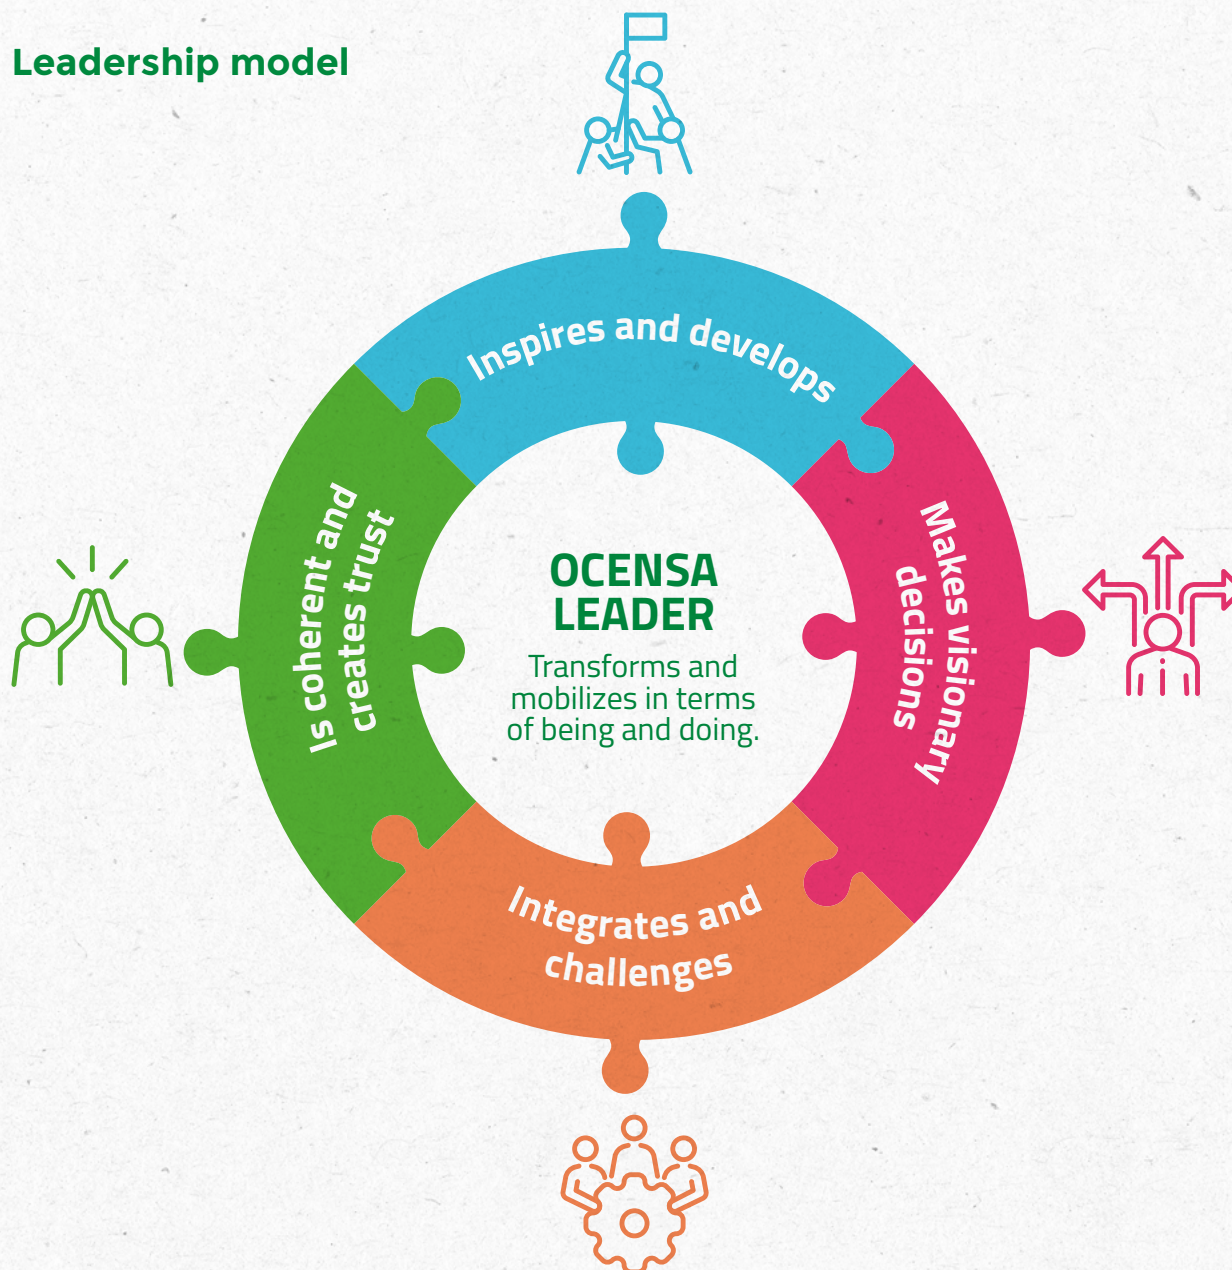 Leadership model
Inspires and develops
Makes visionary
decisions
Is coherent and
creates trust
OCENSA
LEADER
Transforms and
mobilizes in terms
of being and doing.
Integrates and
challenges